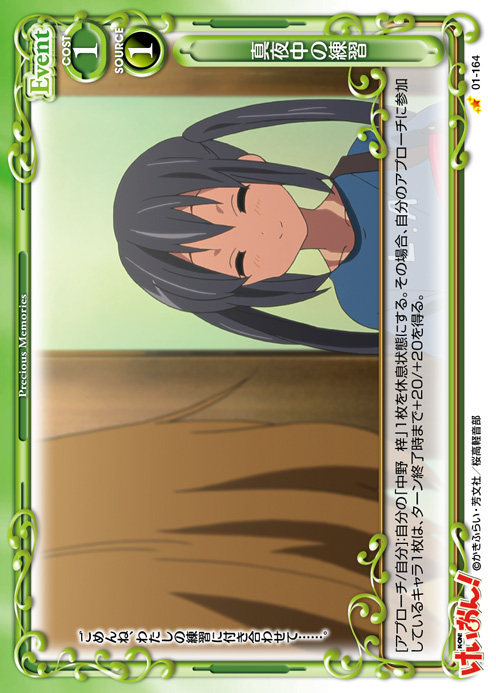 Event
COST
1
SOURCE
1
真夜中の練習
Precious Memories
ごめんね、わたしの練習に付き合わせて……。
[アプローチ/自分]:自分の「中野 梓」1枚を休息状態にする。その場合、自分のアプローチに参加
しているキャラ1枚は、ターン終了時まで+20/+20を得る。
けいおん!
K-ON!
©かきふらい・芳文社／桜高軽音部
01-164